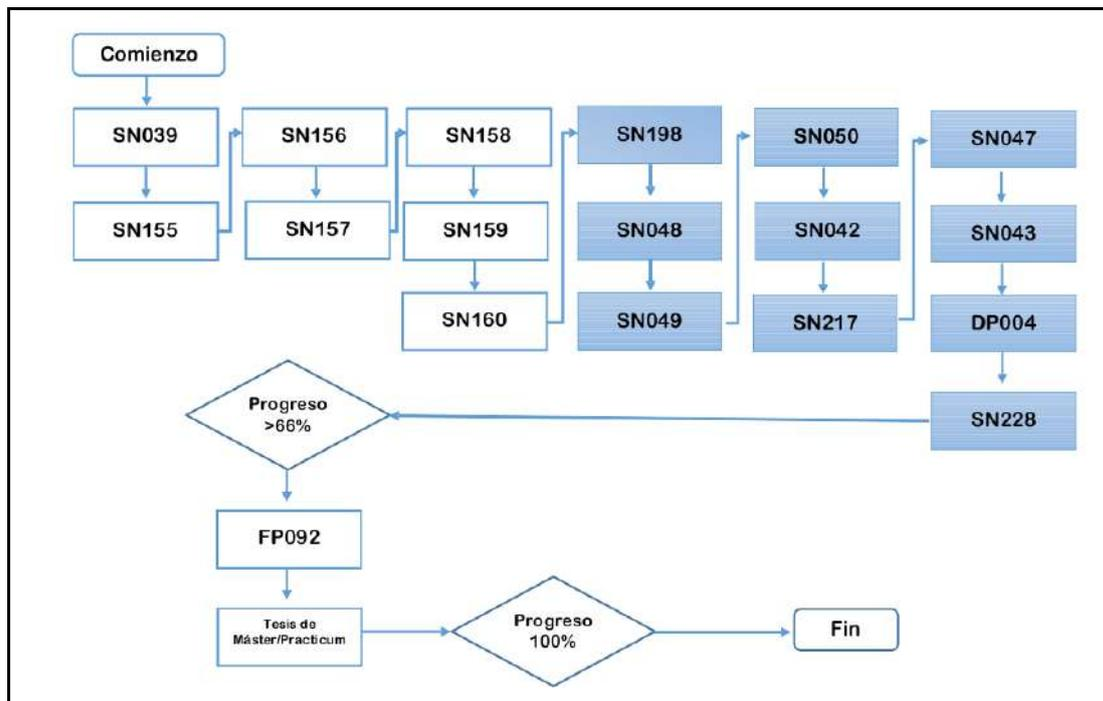 Comienzo
SN039
SN155
SN156
SN157
SN158
SN159
SN160
SN198
SN048
SN049
SN050
SN042
SN217
SN047
SN043
DP004
SN228
Progreso
>66%
FP092
Tesis de
Máster/Practicum
Progreso
100%
Fin